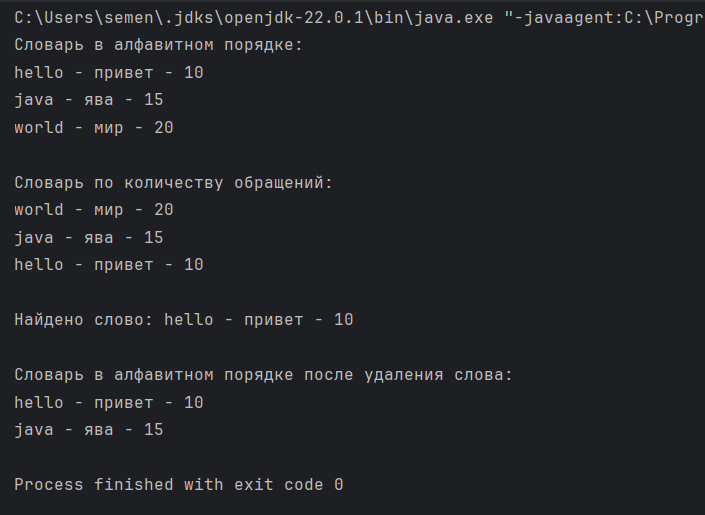 C:\Users\semen\.jdks\openjdk-22.0.1\bin\java.exe "-javaagent:C:\Progr
Словарь в алфавитном порядке:
hello - привет - 10
java - ява - 15
world - мир - 20
Словарь по количеству обращений:
world - мир - 20
java - ява - 15
hello - привет - 10
Найдено слово: hello - привет - 10
Словарь в алфавитном порядке после удаления слова:
hello - привет - 10
java - ява - 15
Process finished with exit code 0